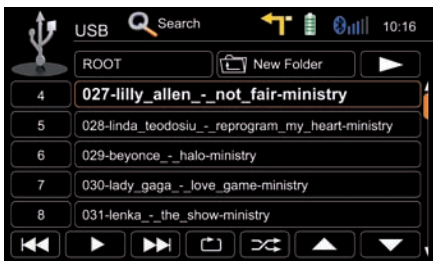 USB Search 10:16
ROOT New Folder
4 027-lilly_allen_-_not_fair-ministry
5 028-linda_teodosiu_-_reprogram_my_heart-ministry
6 029-beyonce_-_halo-ministry
7 030-lady_gaga_-_love_game-ministry
8 031-lenka_-_the_show-ministry